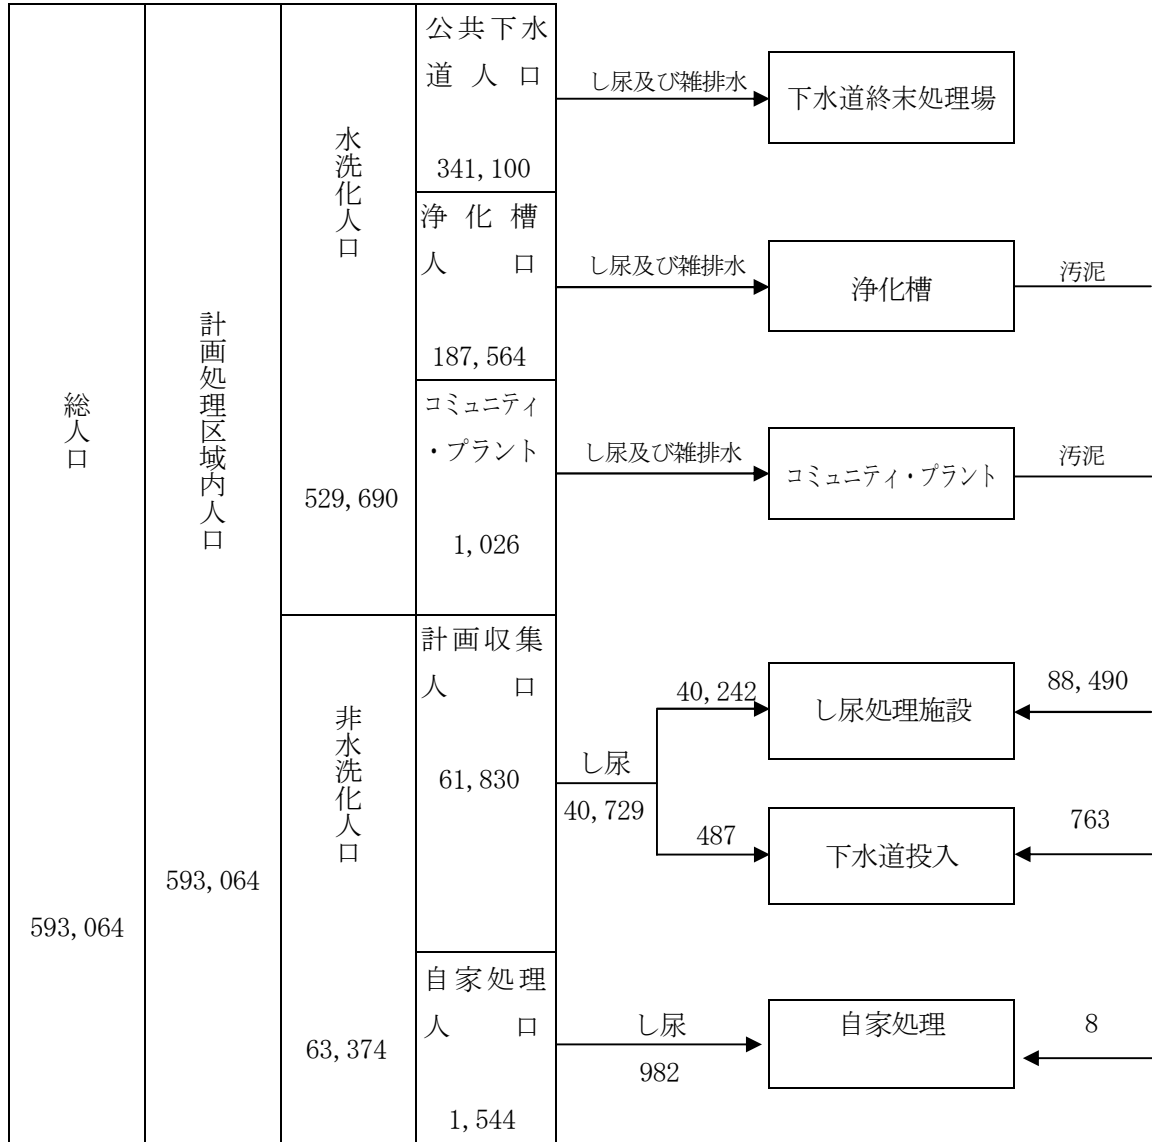 総人口
593,064
計画処理区域内人口
593,064
水洗化人口
529,690
非水洗化人口
63,374
公共下水
道人口
341,100
浄化槽
人口
187,564
コミュニティ
・プラント
1,026
計画収集
人口
61,830
自家処理
人口
1,544
し尿及び雑排水
下水道終末処理場
し尿及び雑排水
浄化槽
汚泥
し尿及び雑排水
コミュニティ・プラント
汚泥
し尿
40,729
40,242
し尿処理施設
88,490
487
下水道投入
763
し尿
982
自家処理
8